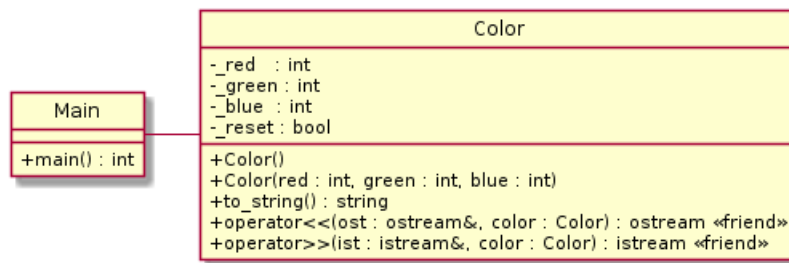 Main
+main() : int
Color
-_red : int
-_green : int
-_blue : int
-_reset : bool
+Color()
+Color(red : int, green : int, blue : int)
+to_string() : string
+operator<<(ost : ostream&, color : Color) : ostream «friend»
+operator>>(ist : istream&, color : Color) : istream «friend»